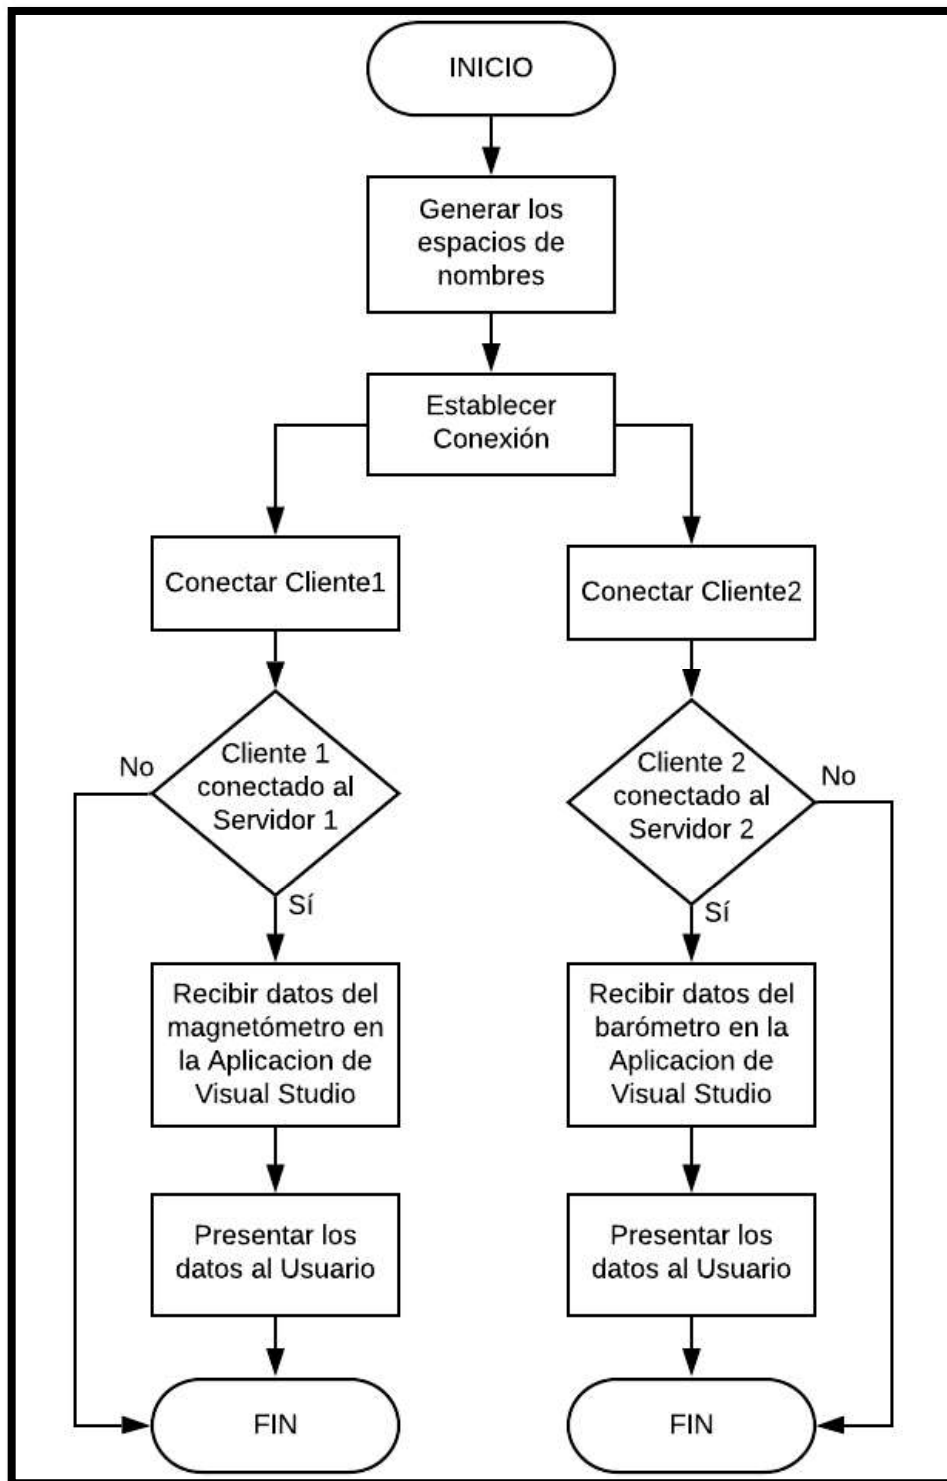 INICIO
Generar los
espacios de
nombres
Establecer
Conexión
Conectar Cliente1
Conectar Cliente2
Cliente 1
conectado al
Servidor 1
No
Sí
Cliente 2
conectado al
Servidor 2
No
Sí
Recibir datos del
magnetómetro en
la Aplicacion de
Visual Studio
Recibir datos del
barómetro en la
Aplicacion de
Visual Studio
Presentar los
datos al Usuario
Presentar los
datos al Usuario
FIN
FIN